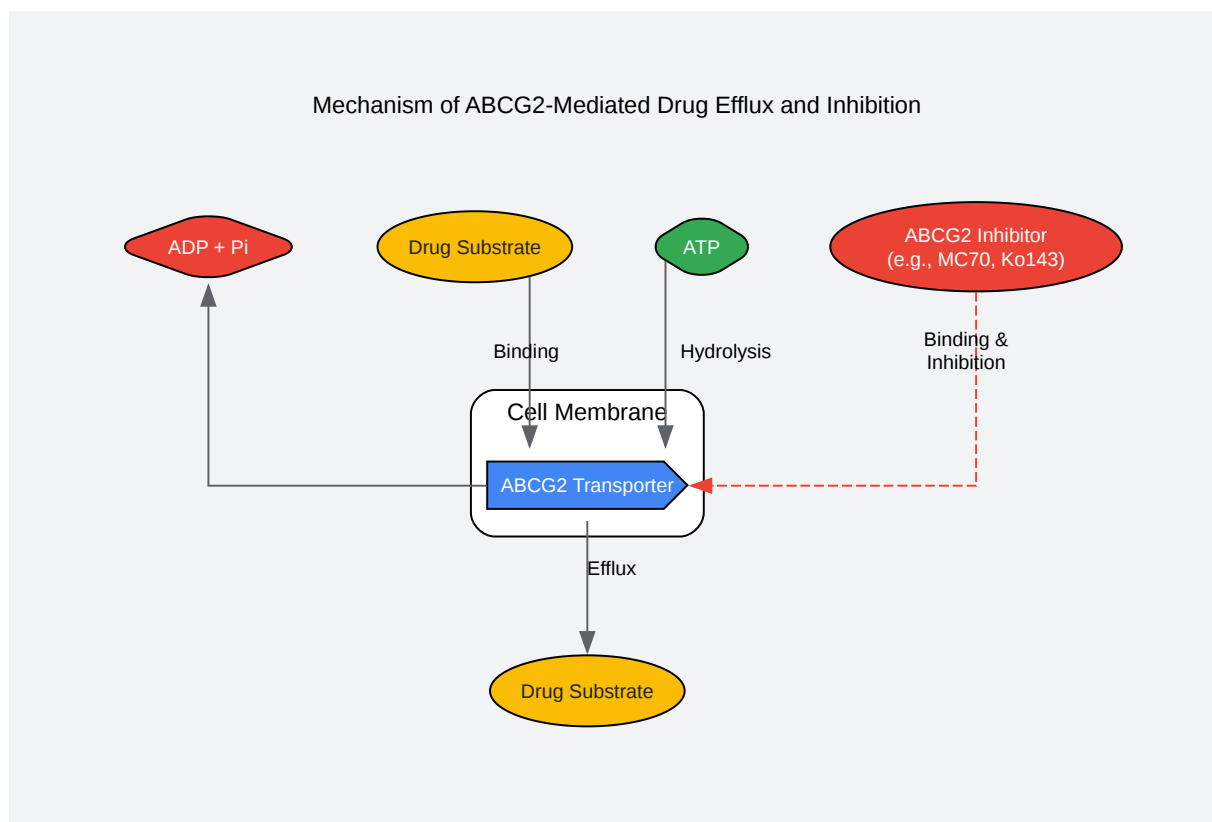 Mechanism of ABCG2-Mediated Drug Efflux and Inhibition
ADP + Pi
Drug Substrate
ATP
ABCG2 Inhibitor
(e.g., MC70, Ko143)
Binding
Hydrolysis
Binding &
Inhibition
Cell Membrane
ABCG2 Transporter
Efflux
Drug Substrate